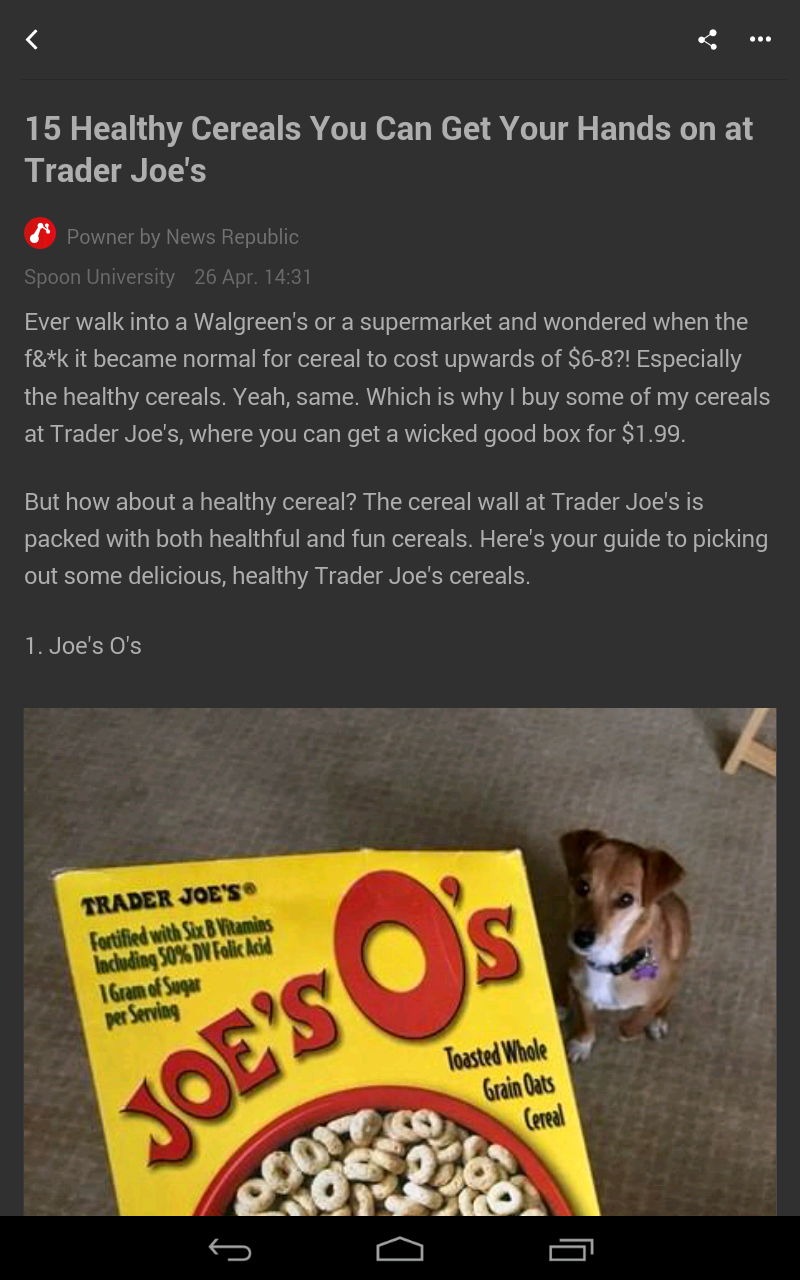 15 Healthy Cereals You Can Get Your Hands on at
Trader Joe's
Powner by News Republic
Spoon University 26 Apr. 14:31
Ever walk into a Walgreen's or a supermarket and wondered when the
f&*k it became normal for cereal to cost upwards of $6-8?! Especially
the healthy cereals. Yeah, same. Which is why I buy some of my cereals
at Trader Joe's, where you can get a wicked good box for $1.99.
But how about a healthy cereal? The cereal wall at Trader Joe's is
packed with both healthful and fun cereals. Here's your guide to picking
out some delicious, healthy Trader Joe's cereals.
1. Joe's O's
TRADER JOE'S®
Fortified with Six B Vitamins
Including 50% DV Folic Acid
1 Gram of Sugar
per Serving
JOE'S O's
Toasted Whole
Grain Oats
Cereal